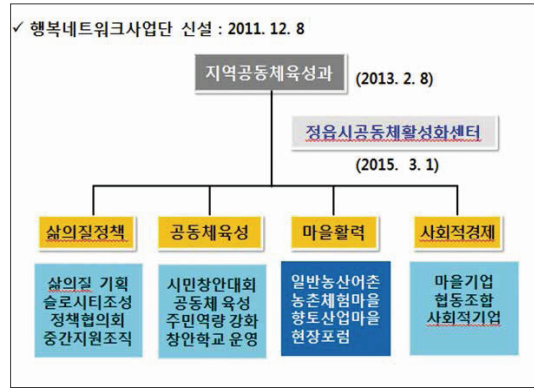 ✓ 행복네트워크사업단 신설 : 2011. 12. 8
지역공동체육성과
(2013. 2. 8)
정읍시공동체활성화센터
(2015. 3. 1)
삶의질정책
공동체육성
마을활력
사회적경제
삶의질 기획
슬로시티조성
정책협의회
중간지원조직
시민창안대회
공동체 육성
주민역량 강화
창안학교 운영
일반농산어촌
농촌체험마을
향토산업마을
현장포럼
마을기업
협동조합
사회적기업